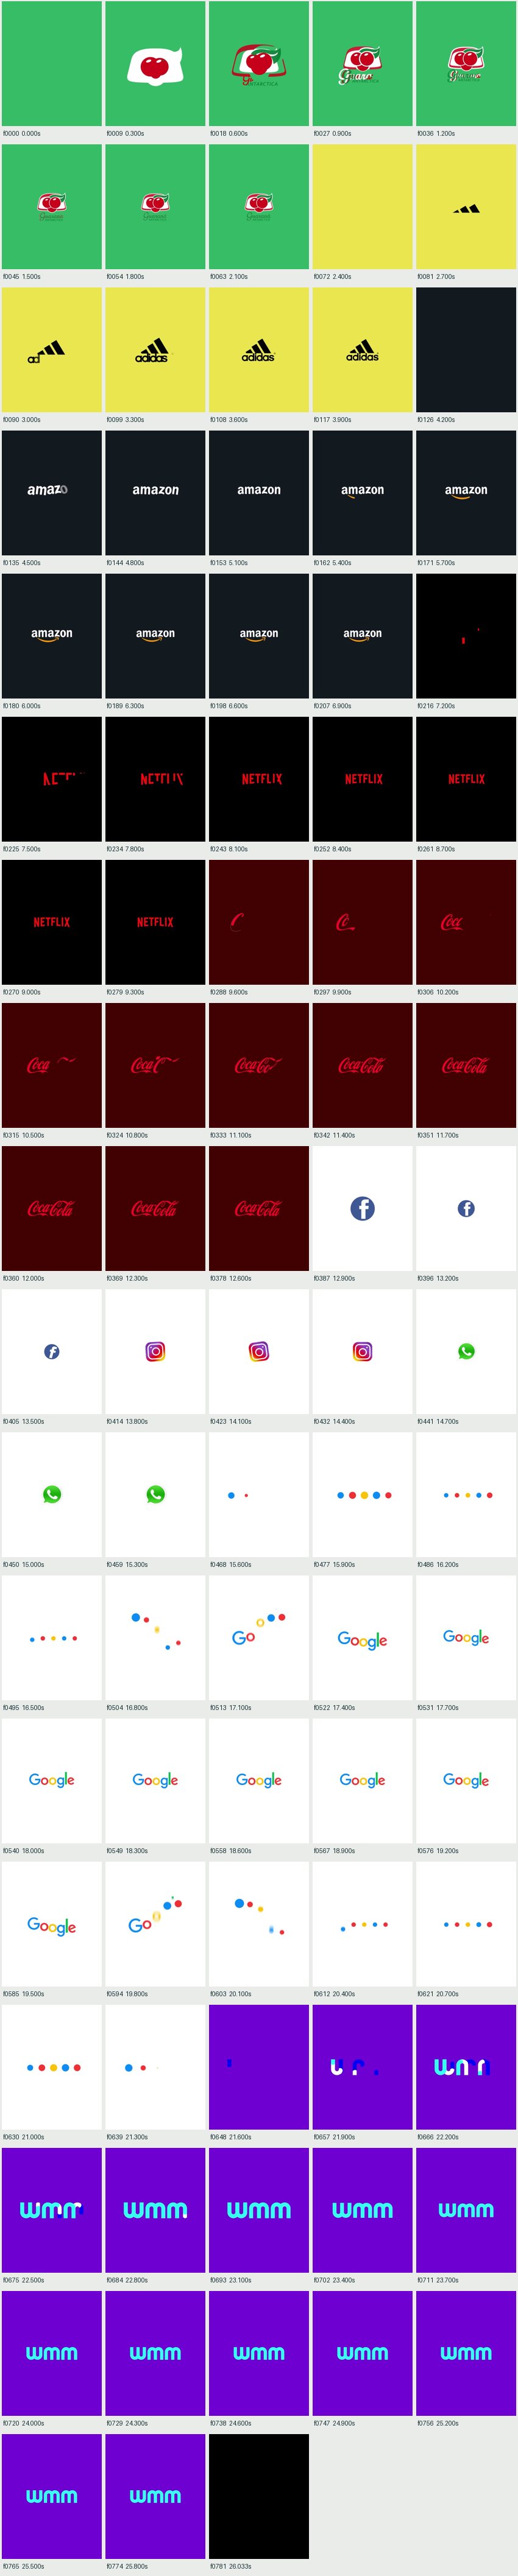 ANTARCTICA
Guara
ANTARCTICA
Guaraná
f0000 0.000s f0009 0.300s f0018 0.600s f0027 0.900s f0036 1.200s
f0045 1.500s f0054 1.800s f0063 2.100s f0072 2.400s f0081 2.700s
ad adidas adidas adidas
f0090 3.000s f0099 3.300s f0108 3.600s f0117 3.900s f0126 4.200s
amazo amazon amazon amazon amazon
f0135 4.500s f0144 4.800s f0153 5.100s f0162 5.400s f0171 5.700s
amazon amazon amazon amazon
f0180 6.000s f0189 6.300s f0198 6.600s f0207 6.900s f0216 7.200s
NETFLIX NETFLIX NETFLIX
f0225 7.500s f0234 7.800s f0243 8.100s f0252 8.400s f0261 8.700s
NETFLIX NETFLIX C Co Coca
f0270 9.000s f0279 9.300s f0288 9.600s f0297 9.900s f0306 10.200s
Coca Coca C Coca Co Coca-Cola Coca-Cola
f0315 10.500s f0324 10.800s f0333 11.100s f0342 11.400s f0351 11.700s
Coca-Cola Coca-Cola Coca-Cola f f
f0360 12.000s f0369 12.300s f0378 12.600s f0387 12.900s f0396 13.200s
f
f0405 13.500s f0414 13.800s f0423 14.100s f0432 14.400s f0441 14.700s
f0450 15.000s f0459 15.300s f0468 15.600s f0477 15.900s f0486 16.200s
Go Google Google
f0495 16.500s f0504 16.800s f0513 17.100s f0522 17.400s f0531 17.700s
Google Google Google Google Google
f0540 18.000s f0549 18.300s f0558 18.600s f0567 18.900s f0576 19.200s
Google Go
f0585 19.500s f0594 19.800s f0603 20.100s f0612 20.400s f0621 20.700s
f0630 21.000s f0639 21.300s f0648 21.600s f0657 21.900s f0666 22.200s
wmm wmm wmm wmm wmm
f0675 22.500s f0684 22.800s f0693 23.100s f0702 23.400s f0711 23.700s
wmm wmm wmm wmm wmm
f0720 24.000s f0729 24.300s f0738 24.600s f0747 24.900s f0756 25.200s
wmm wmm
f0765 25.500s f0774 25.800s f0781 26.033s